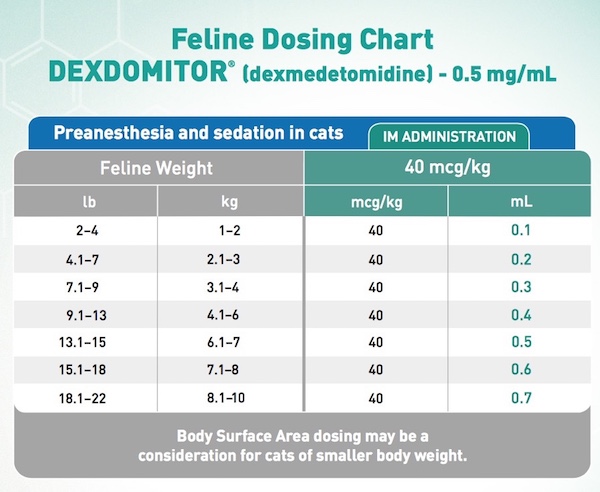 Feline Dosing Chart
DEXDOMITOR® (dexmedetomidine) - 0.5 mg/mL
Preanesthesia and sedation in cats IM ADMINISTRATION
Feline Weight 40 mcg/kg
lb kg mcg/kg mL
2–4 1–2 40 0.1
4.1–7 2.1–3 40 0.2
7.1–9 3.1–4 40 0.3
9.1–13 4.1–6 40 0.4
13.1–15 6.1–7 40 0.5
15.1–18 7.1–8 40 0.6
18.1–22 8.1–10 40 0.7
Body Surface Area dosing may be a
consideration for cats of smaller body weight.